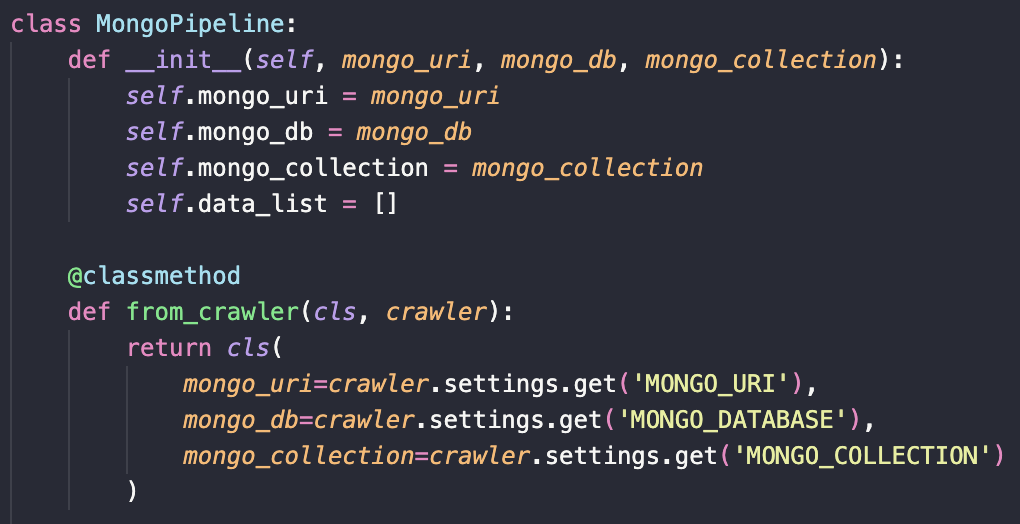 class MongoPipeline:
    def __init__(self, mongo_uri, mongo_db, mongo_collection):
        self.mongo_uri = mongo_uri
        self.mongo_db = mongo_db
        self.mongo_collection = mongo_collection
        self.data_list = []

    @classmethod
    def from_crawler(cls, crawler):
        return cls(
            mongo_uri=crawler.settings.get('MONGO_URI'),
            mongo_db=crawler.settings.get('MONGO_DATABASE'),
            mongo_collection=crawler.settings.get('MONGO_COLLECTION')
        )